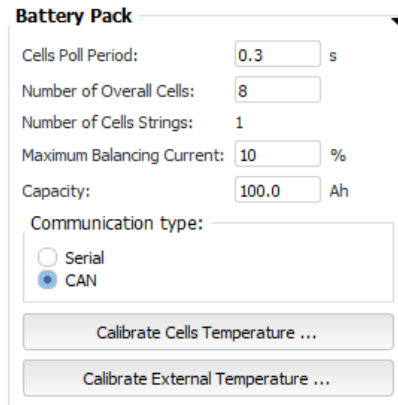 Battery Pack
Cells Poll Period: 0.3 s
Number of Overall Cells: 8
Number of Cells Strings: 1
Maximum Balancing Current: 10 %
Capacity: 100.0 Ah
Communication type:
Serial
CAN
Calibrate Cells Temperature ...
Calibrate External Temperature ...